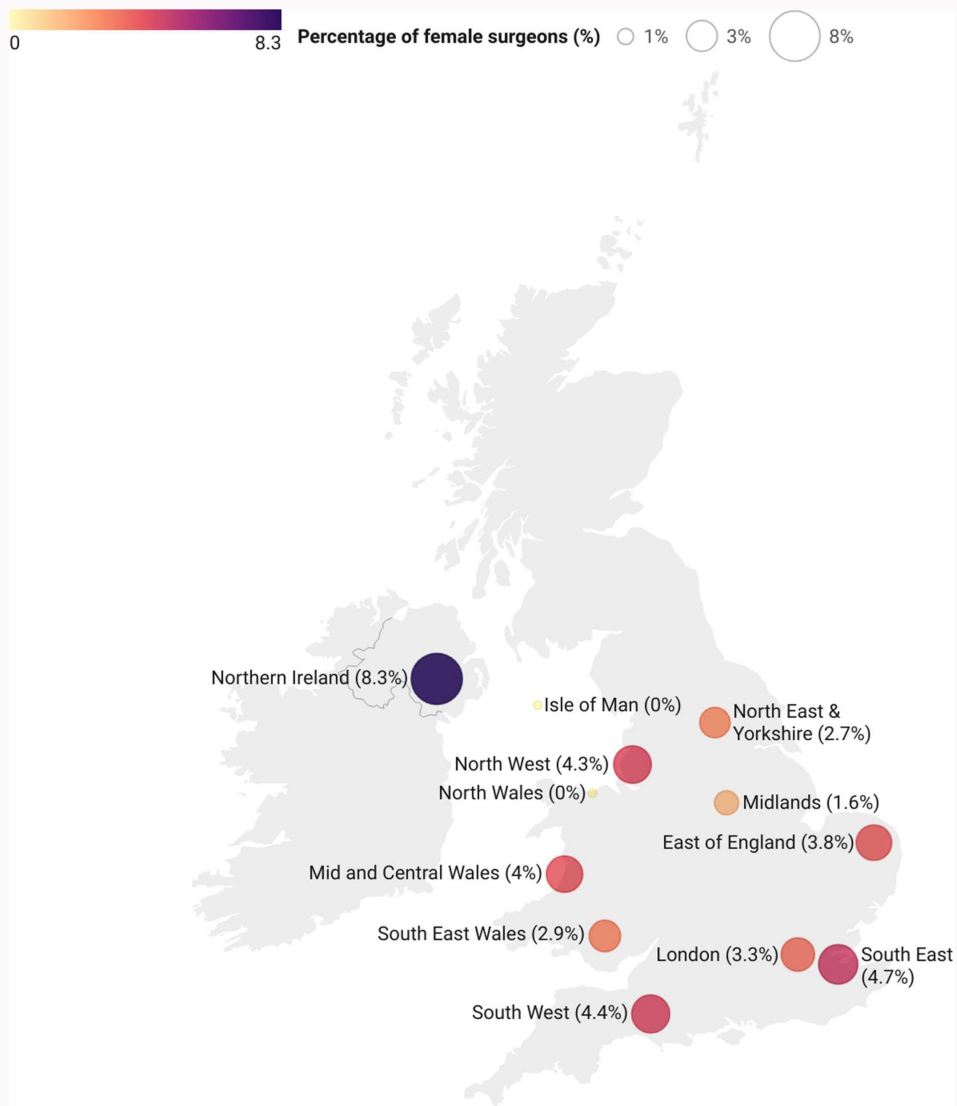 0
8.3
Percentage of female surgeons (%)
1%
3%
8%
Northern Ireland (8.3%)
Isle of Man (0%)
North East &
Yorkshire (2.7%)
North West (4.3%)
North Wales (0%)
Midlands (1.6%)
East of England (3.8%)
Mid and Central Wales (4%)
South East Wales (2.9%)
London (3.3%)
South East
(4.7%)
South West (4.4%)